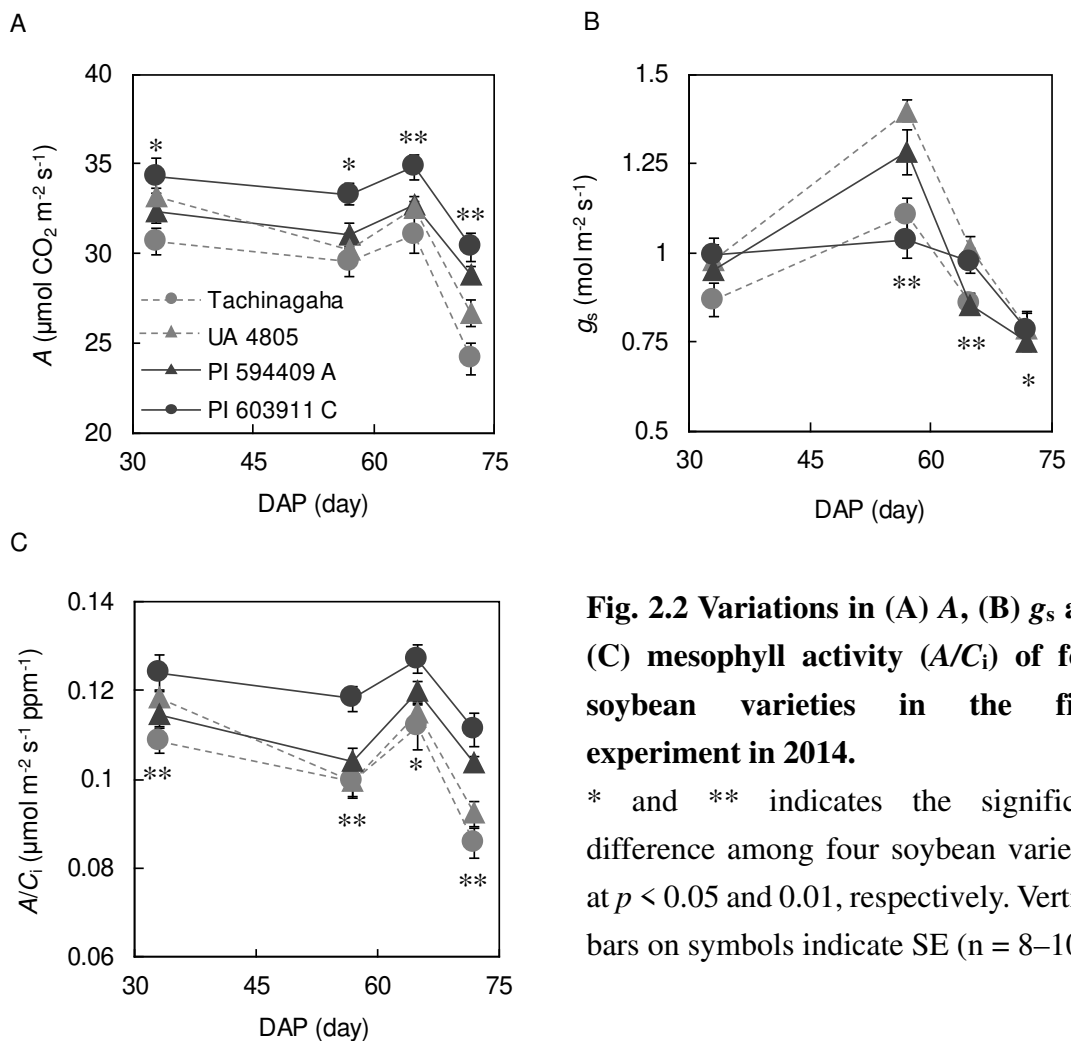 A
B
40
35
30
25
20
A (μmol CO₂ m⁻² s⁻¹)
*
*
**
**
Tachinagaha
UA 4805
PI 594409 A
PI 603911 C
30
45
60
75
DAP (day)
1.5
1.25
1
0.75
0.5
gₛ (mol m⁻² s⁻¹)
**
**
*
30
45
60
75
DAP (day)
C
0.14
0.12
0.1
0.08
0.06
A/Cᵢ (μmol m⁻² s⁻¹ ppm⁻¹)
**
**
*
**
30
45
60
75
DAP (day)
Fig. 2.2 Variations in (A) A, (B) gₛ a
(C) mesophyll activity (A/Cᵢ) of fo
soybean varieties in the fi
experiment in 2014.
* and ** indicates the signific
difference among four soybean varie
at p < 0.05 and 0.01, respectively. Verti
bars on symbols indicate SE (n = 8–10